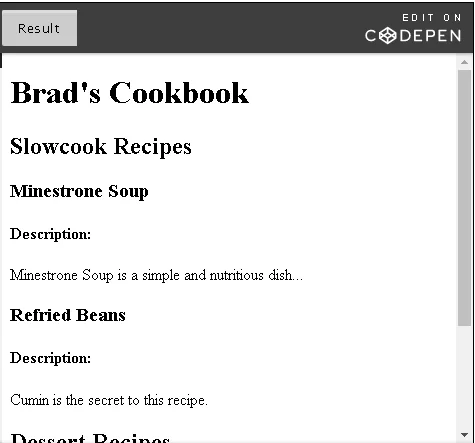 Result
EDIT ON
CODEPEN
Brad's Cookbook
Slowcook Recipes
Minestrone Soup
Description:
Minestrone Soup is a simple and nutritious dish...
Refried Beans
Description:
Cumin is the secret to this recipe.
Dessert Recipes